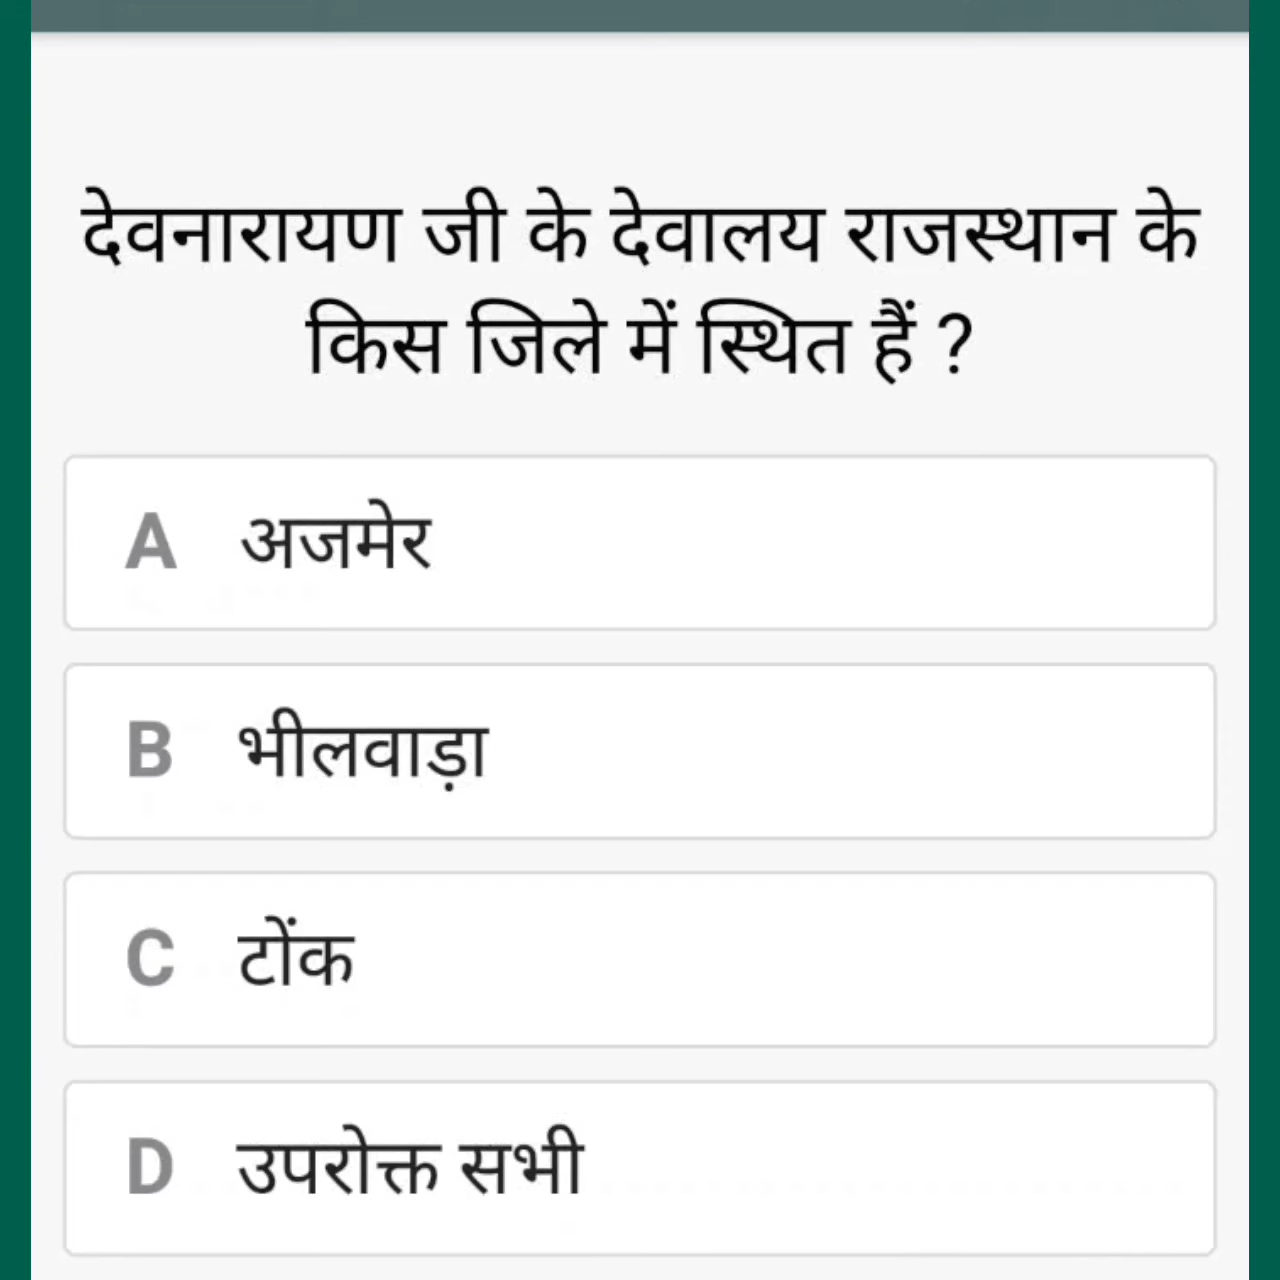 देवनारायण जी के देवालय राजस्थान के
किस जिले में स्थित हैं ?
A अजमेर
B भीलवाड़ा
C टोंक
D उपरोक्त सभी